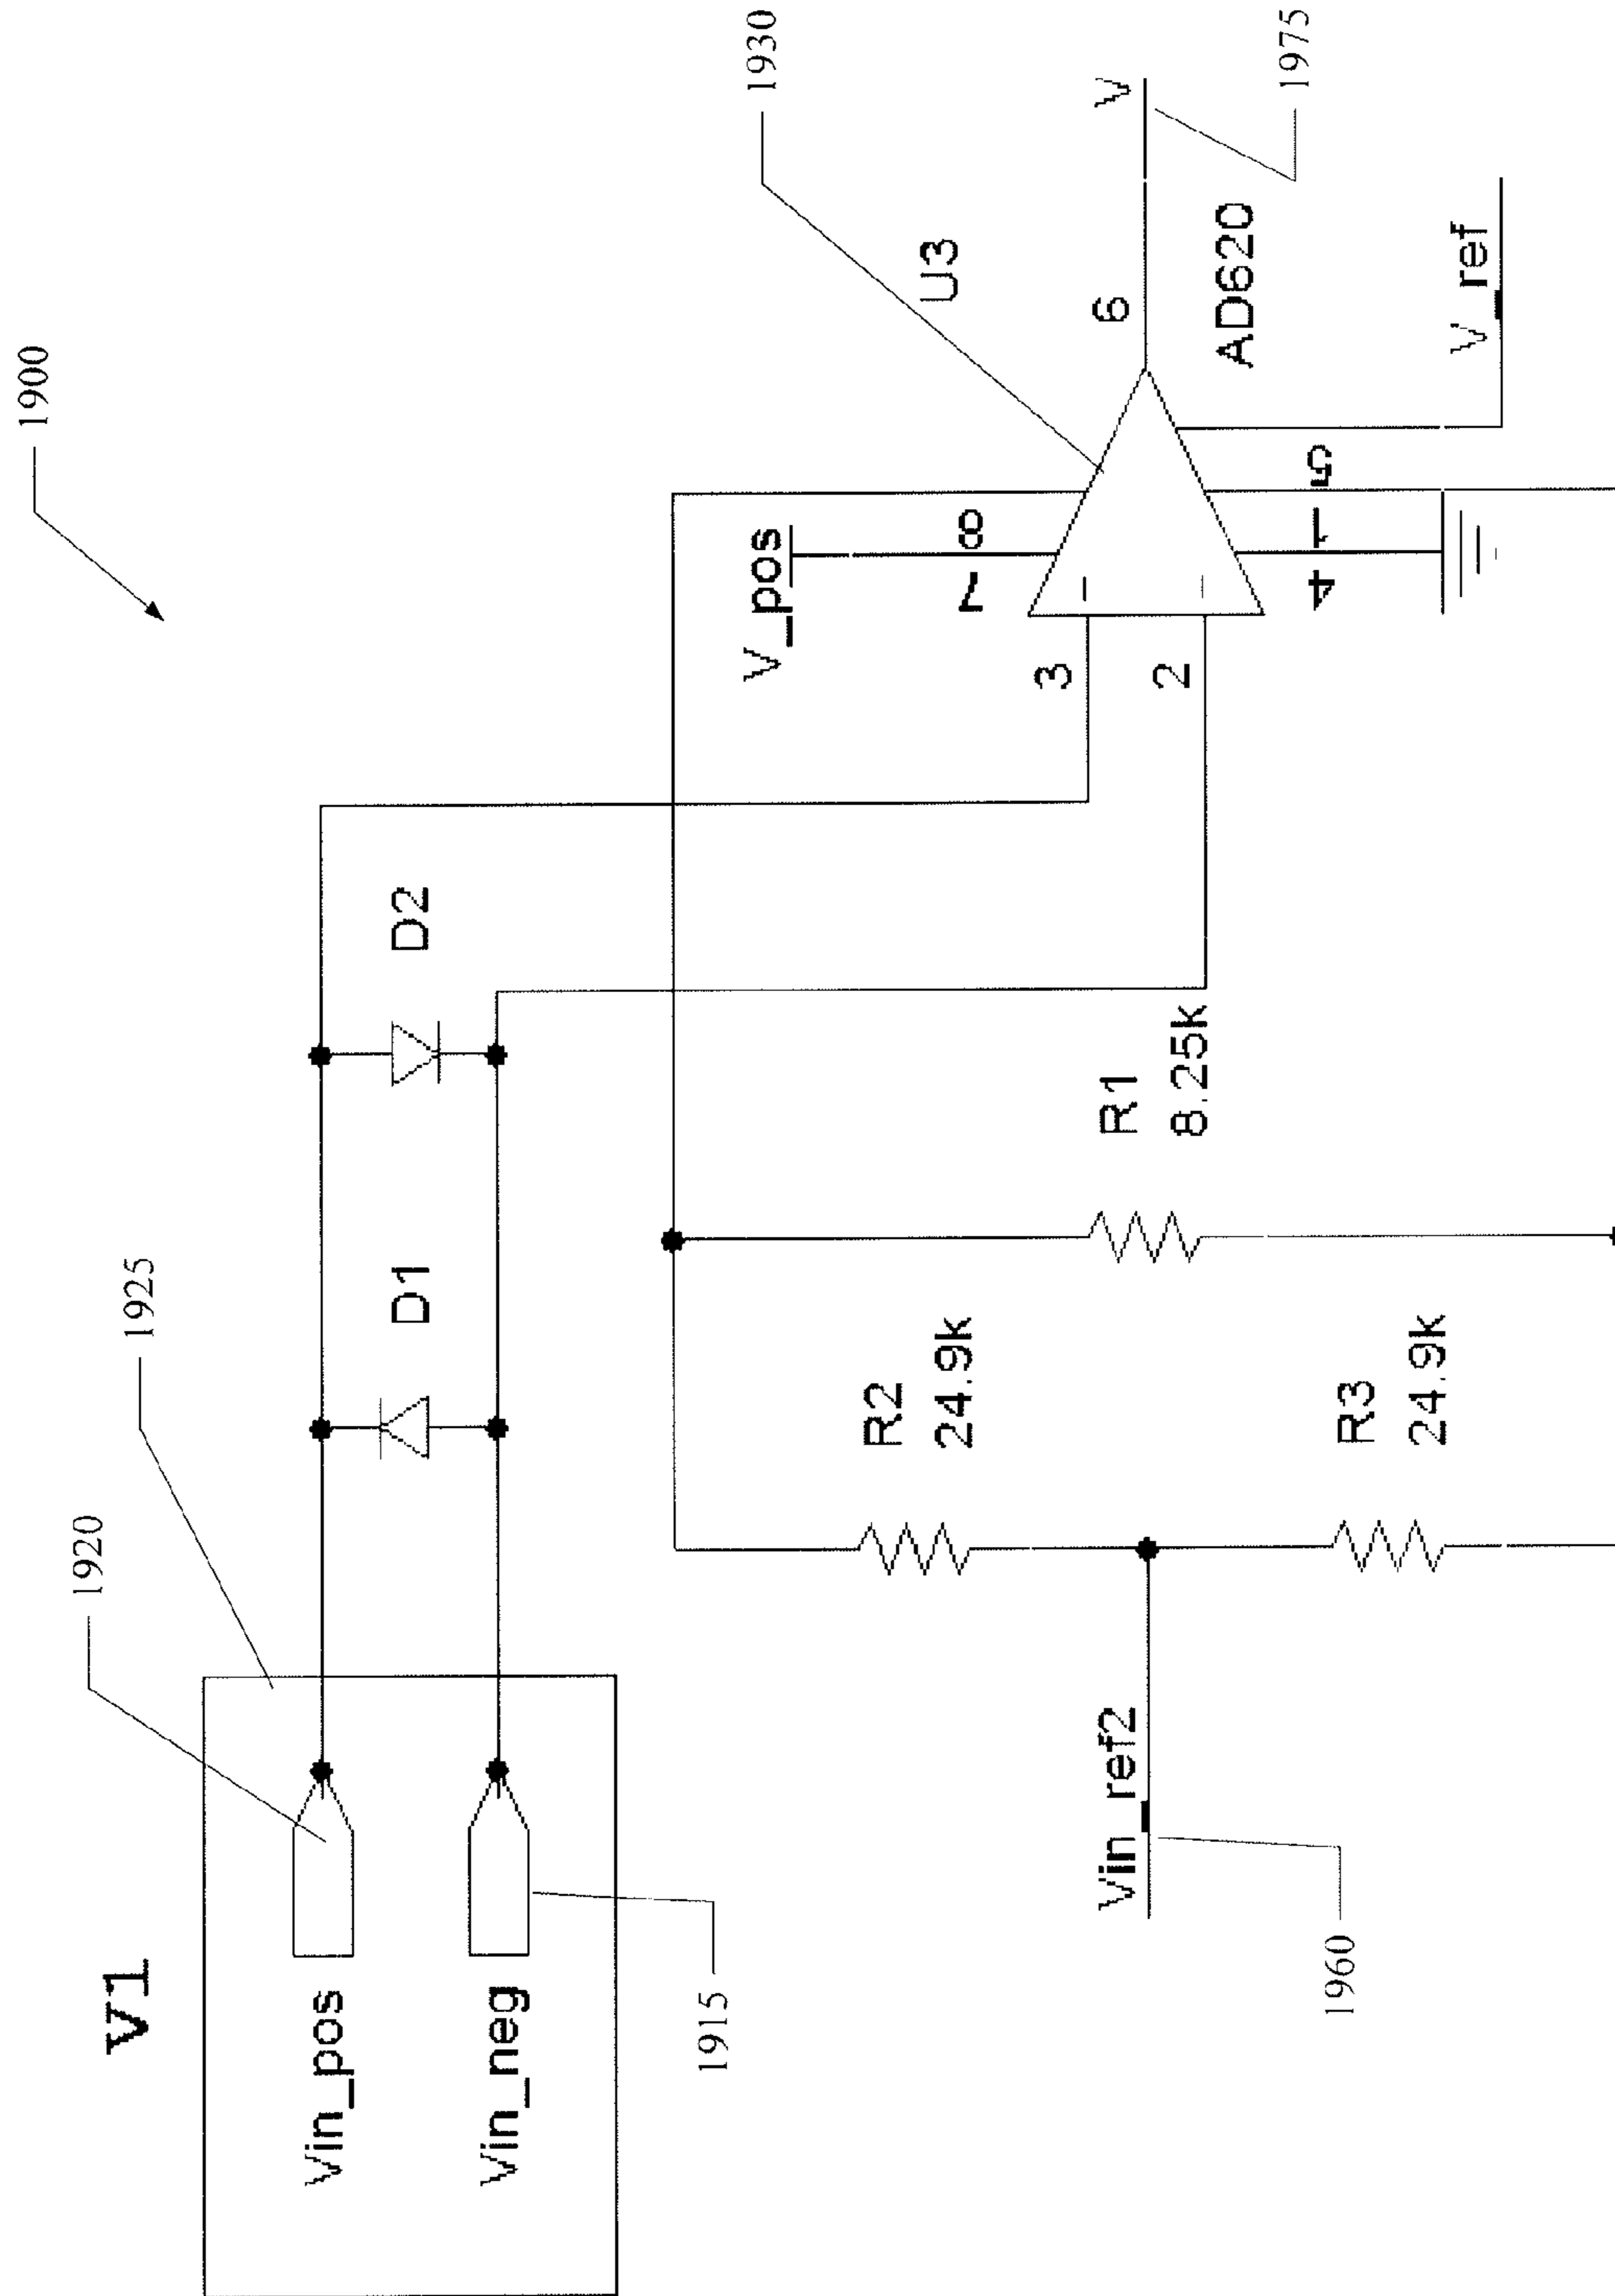 1900
v1
1920
1925
Vin_pos
Vin_neg
1915
D1
D2
V_pos
U3
1930
7
8
3
2
6
V
1975
AD620
4
1
5
V_ref
R2
24.9k
R1
8.25k
Vin_ref2
1960
R3
24.9k